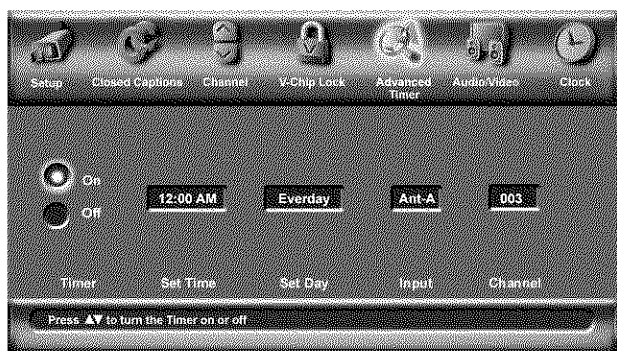 Setup Closed Captions Channel V-Chip Lock Advanced Timer Audio/Video Clock
On
Off
12:00 AM Everday Ant-A 003
Timer Set Time Set Day Input Channel
Press ▲▼ to turn the Timer on or off